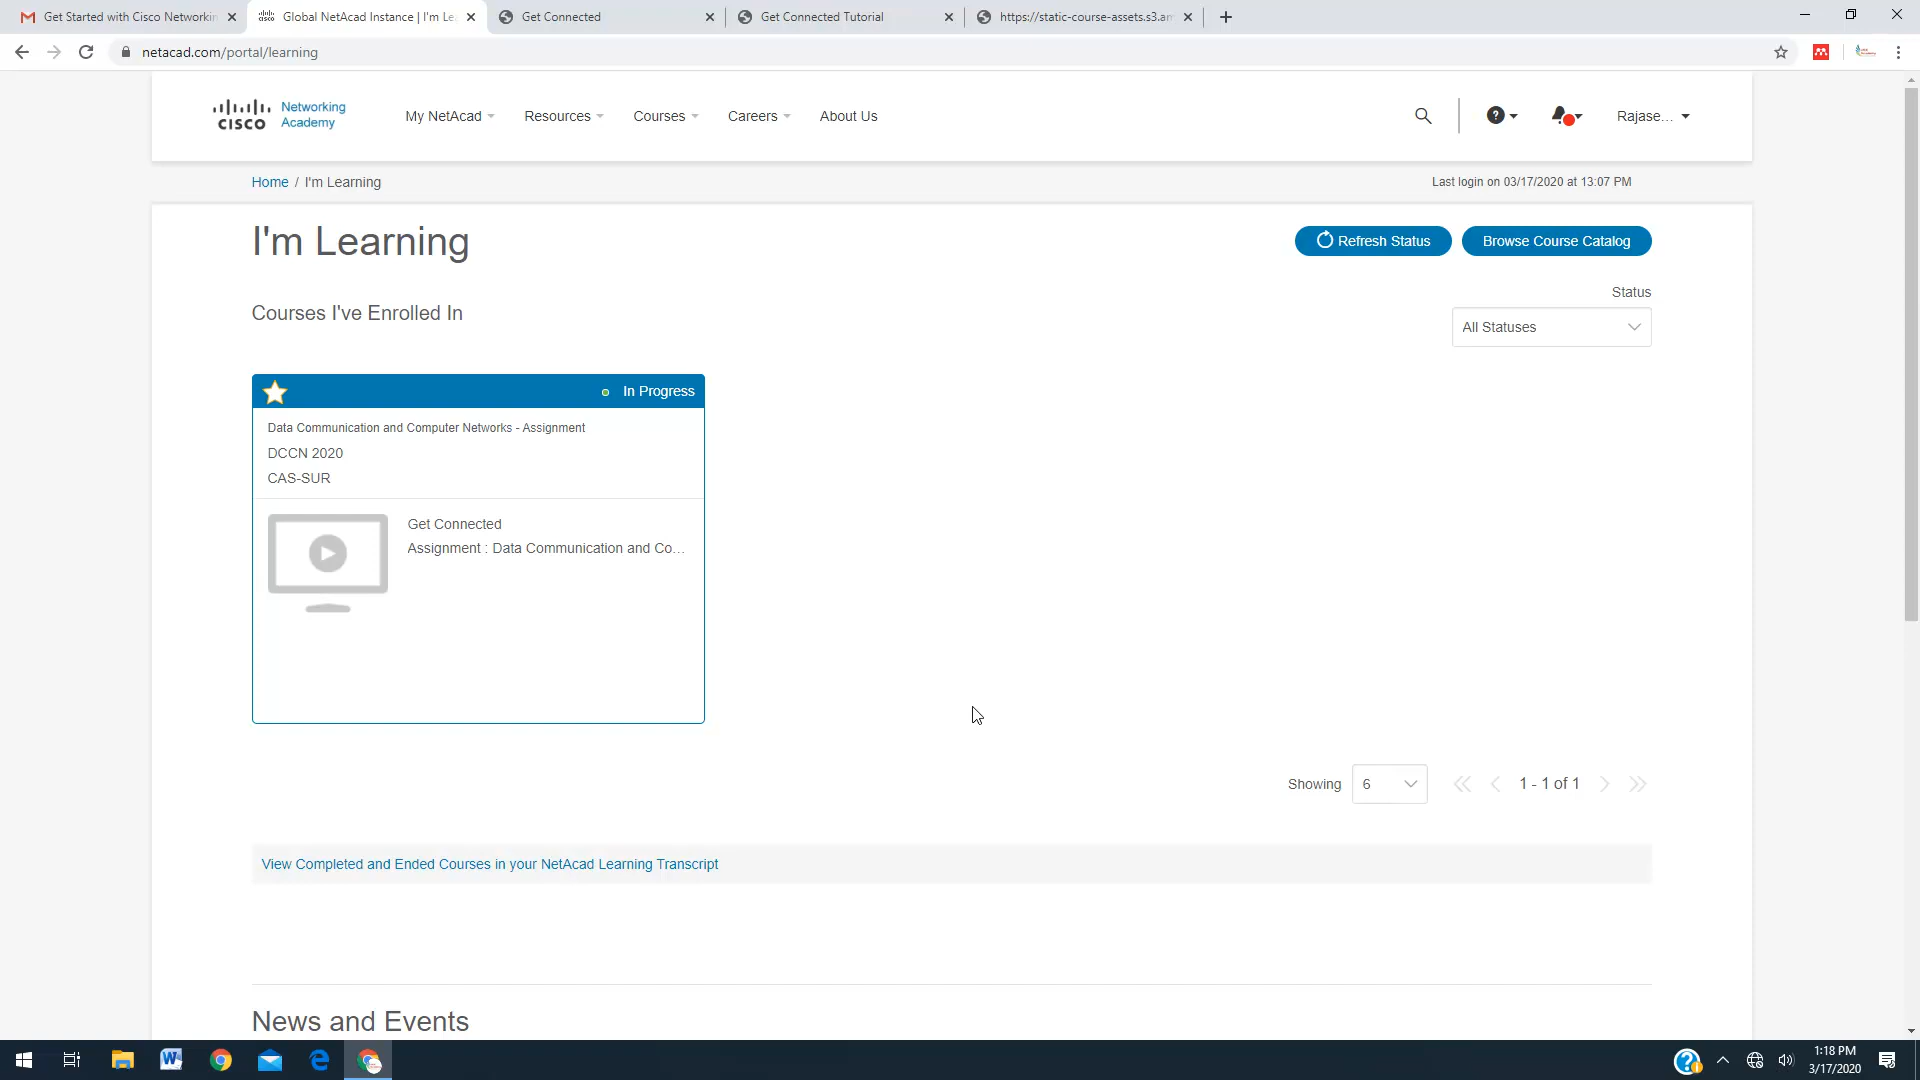 Get Started with Cisco Networkin
Global NetAcad Instance | I'm Le
Get Connected
Get Connected Tutorial
https://static-course-assets.s3.am
netacad.com/portal/learning
CISCO Networking Academy
My NetAcad
Resources
Courses
Careers
About Us
Rajase...
Home / I'm Learning
Last login on 03/17/2020 at 13:07 PM
I'm Learning
Refresh Status
Browse Course Catalog
Status
Courses I've Enrolled In
All Statuses
In Progress
Data Communication and Computer Networks - Assignment
DCCN 2020
CAS-SUR
Get Connected
Assignment : Data Communication and Co...
Showing 6 1 - 1 of 1
View Completed and Ended Courses in your NetAcad Learning Transcript
News and Events
1:18 PM
3/17/2020